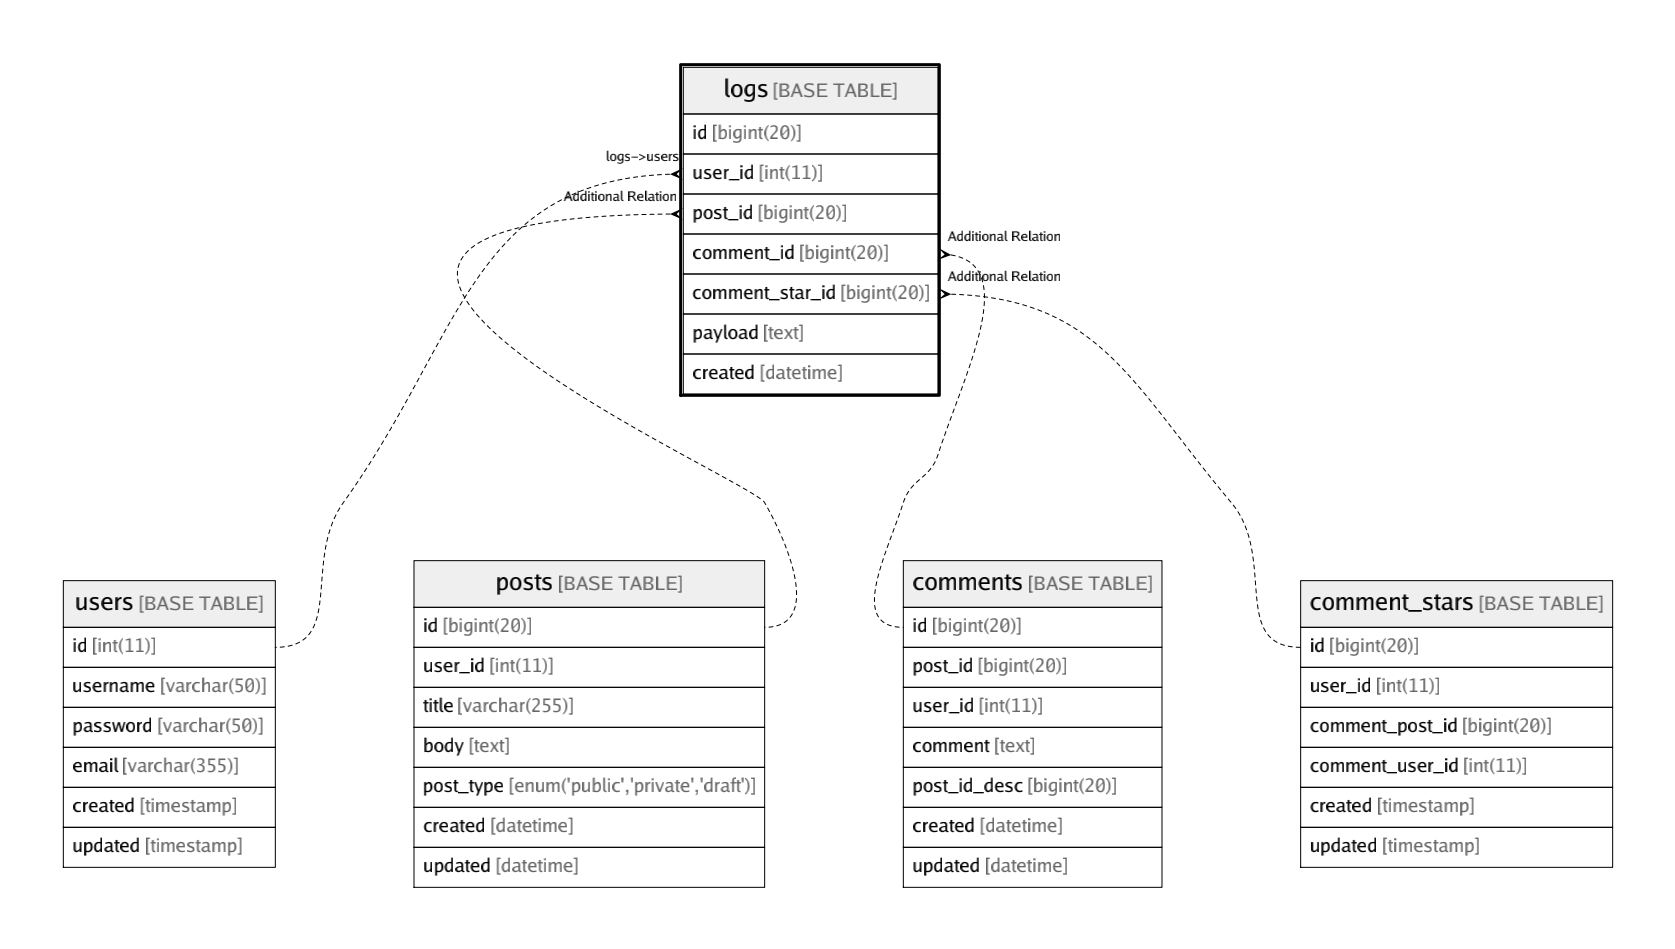 logs [BASE TABLE]
id [bigint(20)]
logs->users
user_id [int(11)]
Additional Relation
post_id [bigint(20)]
Additional Relation
comment_id [bigint(20)]
Additional Relation
comment_star_id [bigint(20)]
payload [text]
created [datetime]
users [BASE TABLE]
id [int(11)]
username [varchar(50)]
password [varchar(50)]
email [varchar(355)]
created [timestamp]
updated [timestamp]
posts [BASE TABLE]
id [bigint(20)]
user_id [int(11)]
title [varchar(255)]
body [text]
post_type [enum('public','private','draft')]
created [datetime]
updated [datetime]
comments [BASE TABLE]
id [bigint(20)]
post_id [bigint(20)]
user_id [int(11)]
comment [text]
post_id_desc [bigint(20)]
created [datetime]
updated [datetime]
comment_stars [BASE TABLE]
id [bigint(20)]
user_id [int(11)]
comment_post_id [bigint(20)]
comment_user_id [int(11)]
created [timestamp]
updated [timestamp]